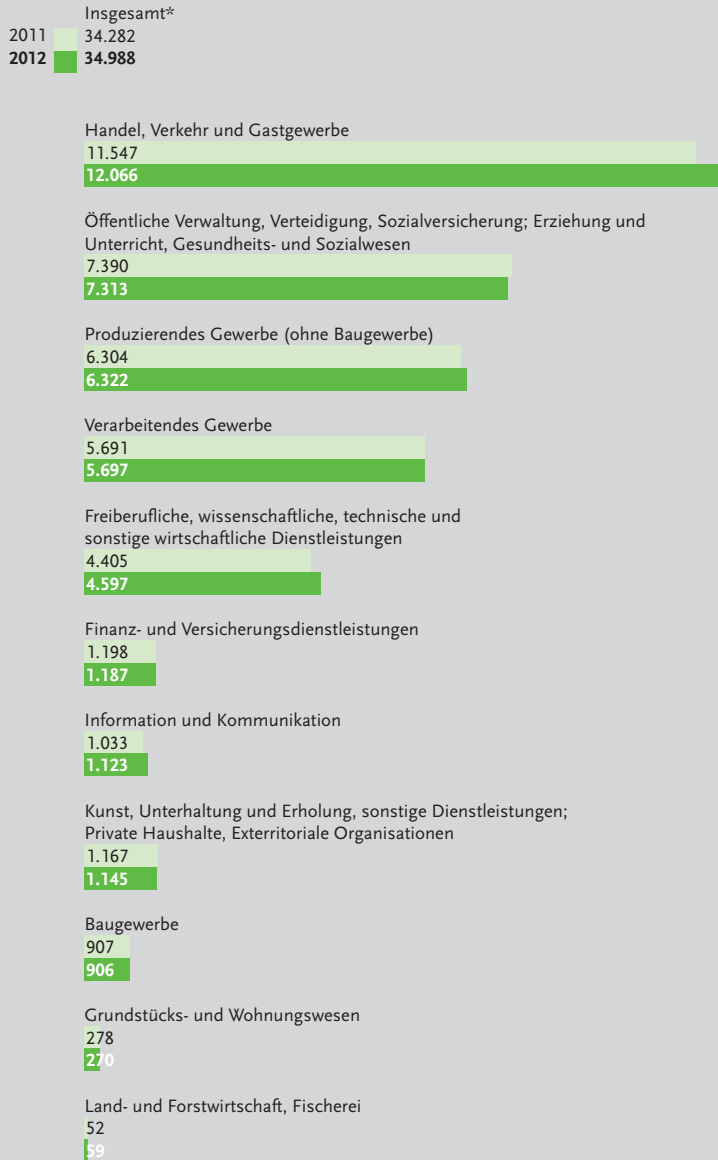 Insgesamt*
2011 34.282
2012 34.988
Handel, Verkehr und Gastgewerbe
11.547
12.066
Öffentliche Verwaltung, Verteidigung, Sozialversicherung; Erziehung und
Unterricht, Gesundheits- und Sozialwesen
7.390
7.313
Produzierendes Gewerbe (ohne Baugewerbe)
6.304
6.322
Verarbeitendes Gewerbe
5.691
5.697
Freiberufliche, wissenschaftliche, technische und
sonstige wirtschaftliche Dienstleistungen
4.405
4.597
Finanz- und Versicherungsdienstleistungen
1.198
1.187
Information und Kommunikation
1.033
1.123
Kunst, Unterhaltung und Erholung, sonstige Dienstleistungen;
Private Haushalte, Exterritoriale Organisationen
1.167
1.145
Baugewerbe
907
906
Grundstücks- und Wohnungswesen
278
270
Land- und Forstwirtschaft, Fischerei
52
59